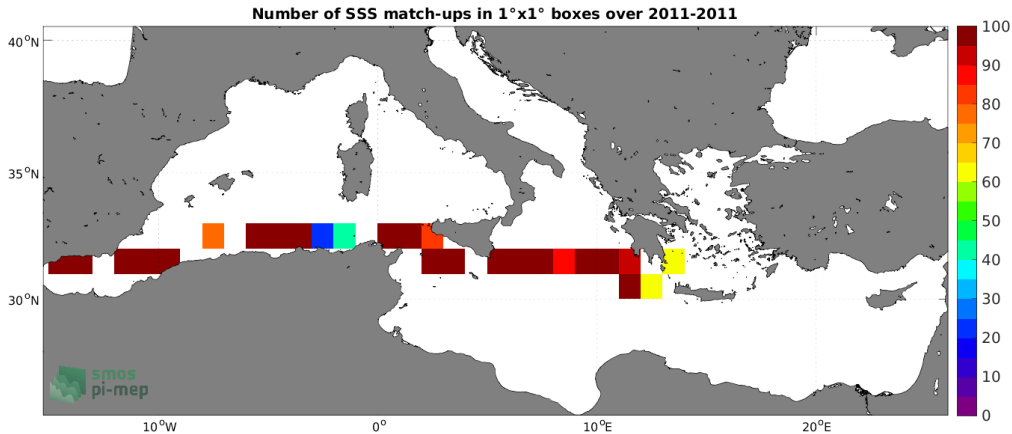 Number of SSS match-ups in 1°x1° boxes over 2011-2011
40°N
35°N
30°N
10°W
0°
10°E
20°E
100
90
80
70
60
50
40
30
20
10
0
smos
pi-mep